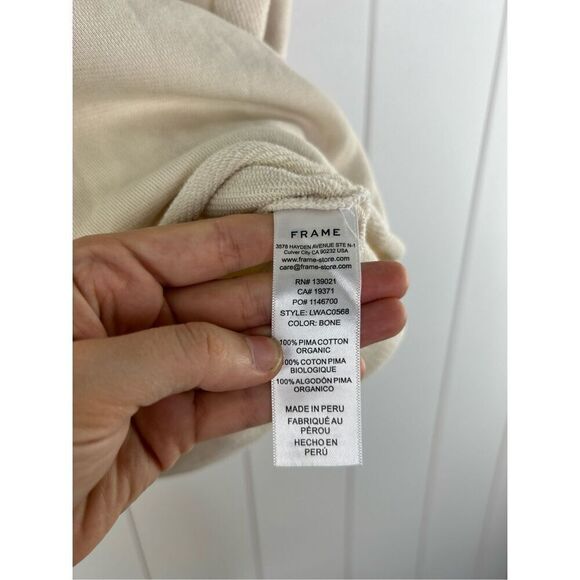 FRAME
3578 HAYDEN AVENUE STE N-1
Culver City CA 90232 USA
www.frame-store.com
care@frame-store.com
RN# 139021
CA# 19371
PO# 1146700
STYLE: LWAC0568
COLOR: BONE
100% PIMA COTTON
ORGANIC
100% COTON PIMA
BIOLOGIQUE
100% ALGODÓN PIMA
ORGANICO
MADE IN PERU
FABRIQUÉ AU
PÉROU
HECHO EN
PERÚ